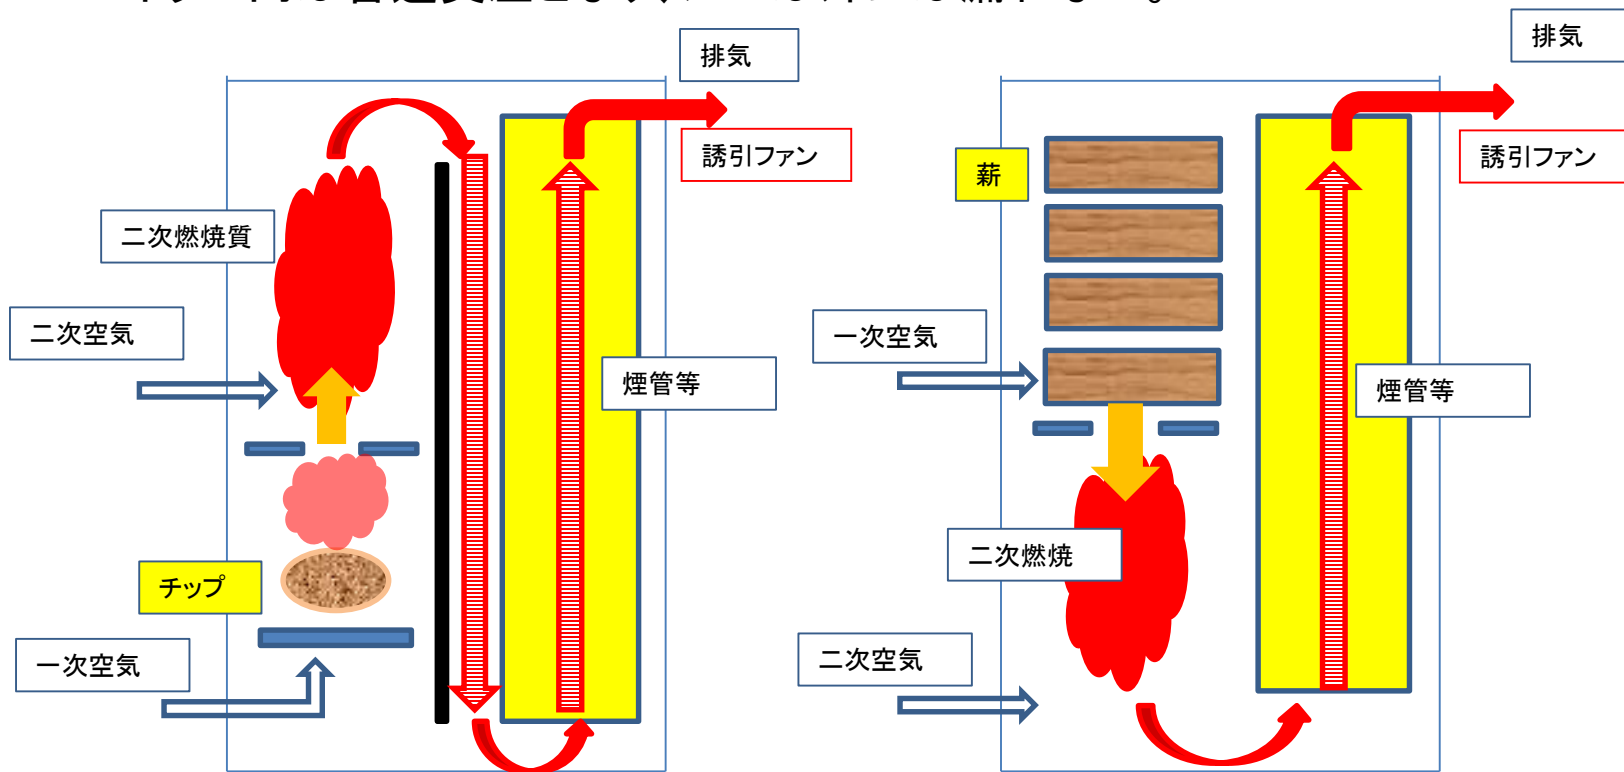 排気
誘引ファン
二次燃焼質
二次空気
煙管等
チップ
一次空気
排気
誘引ファン
薪
一次空気
煙管等
二次燃焼
二次空気